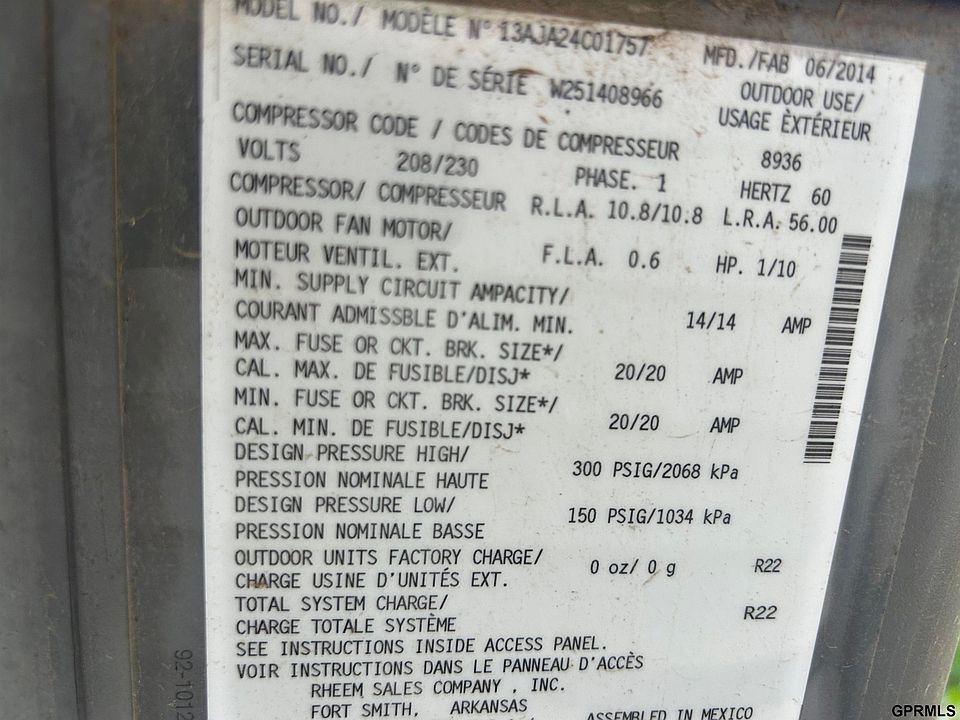 MODEL NO./ MODÈLE N° 13AJA24C01757 MFD./FAB 06/2014
SERIAL NO./ N° DE SÉRIE W251408966 OUTDOOR USE/
USAGE ÈXTÉRIEUR
COMPRESSOR CODE / CODES DE COMPRESSEUR 8936
VOLTS 208/230 PHASE. 1 HERTZ 60
COMPRESSOR/ COMPRESSEUR R.L.A. 10.8/10.8 L.R.A. 56.00
OUTDOOR FAN MOTOR/
MOTEUR VENTIL. EXT. F.L.A. 0.6 HP. 1/10
MIN. SUPPLY CIRCUIT AMPACITY/
COURANT ADMISSBLE D'ALIM. MIN. 14/14 AMP
MAX. FUSE OR CKT. BRK. SIZE*/
CAL. MAX. DE FUSIBLE/DISJ* 20/20 AMP
MIN. FUSE OR CKT. BRK. SIZE*/
CAL. MIN. DE FUSIBLE/DISJ* 20/20 AMP
DESIGN PRESSURE HIGH/
PRESSION NOMINALE HAUTE 300 PSIG/2068 kPa
DESIGN PRESSURE LOW/
PRESSION NOMINALE BASSE 150 PSIG/1034 kPa
OUTDOOR UNITS FACTORY CHARGE/
CHARGE USINE D'UNITÉS EXT. 0 oz/ 0 g R22
TOTAL SYSTEM CHARGE/
CHARGE TOTALE SYSTÈME R22
SEE INSTRUCTIONS INSIDE ACCESS PANEL.
VOIR INSTRUCTIONS DANS LE PANNEAU D'ACCÈS
RHEEM SALES COMPANY , INC.
FORT SMITH, ARKANSAS
ASSEMBLED IN MEXICO
GPRMLS